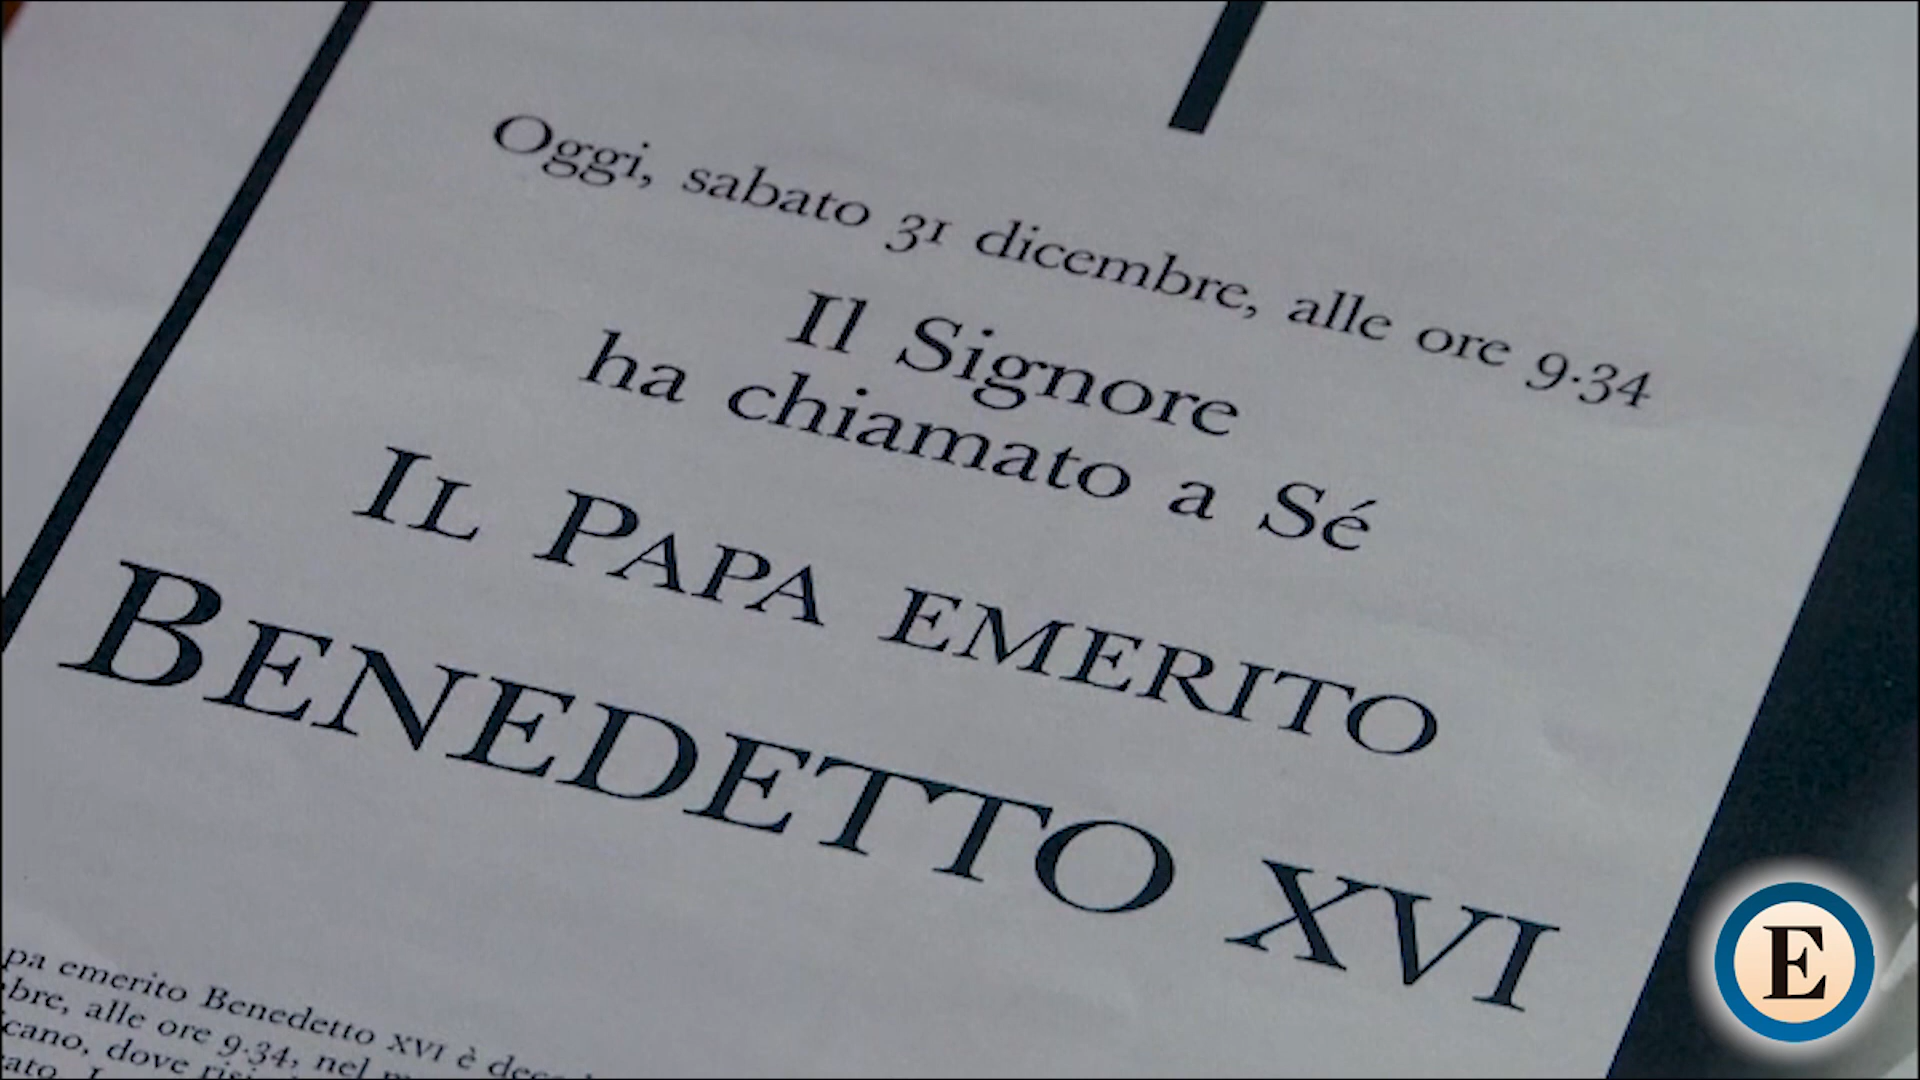 Oggi, sabato 31 dicembre, alle ore 9.34
Il Signore
ha chiamato a Sé
IL PAPA EMERITO
BENEDETTO XVI
pa emerito Benedetto XVI è
bre, alle ore 9.34, nel
cano, dove
ato.
E